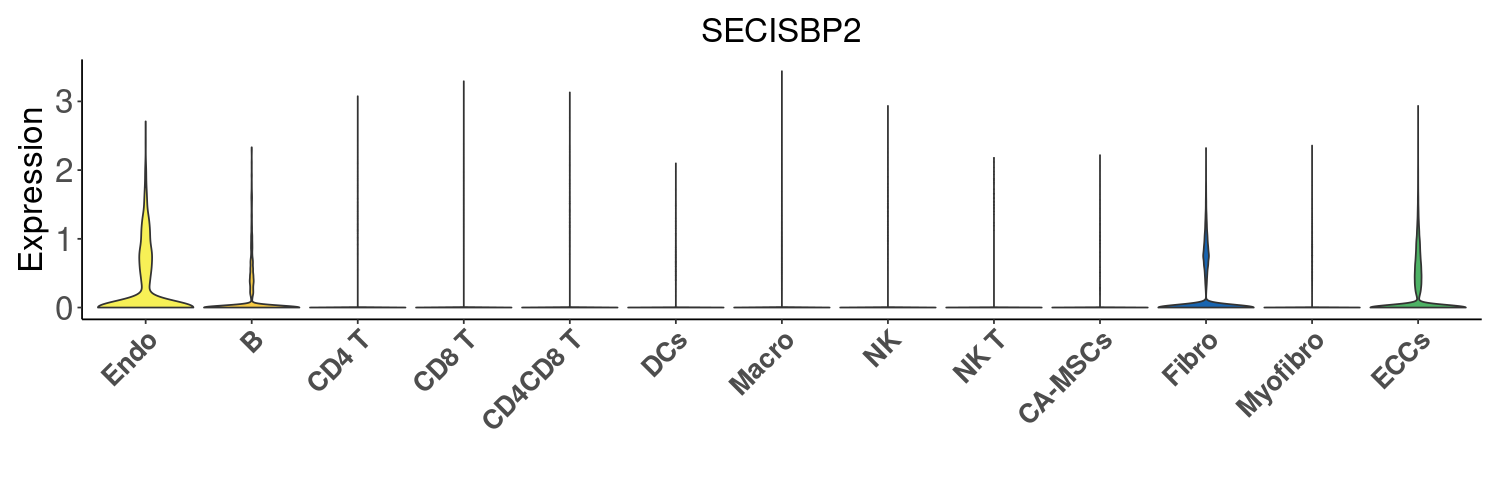 SECISBP2
Expression
3
2
1
0
Endo
B
CD4 T
CD8 T
CD4CD8 T
DCs
Macro
NK
NK T
CA-MSCs
Fibro
Myofibro
ECCs